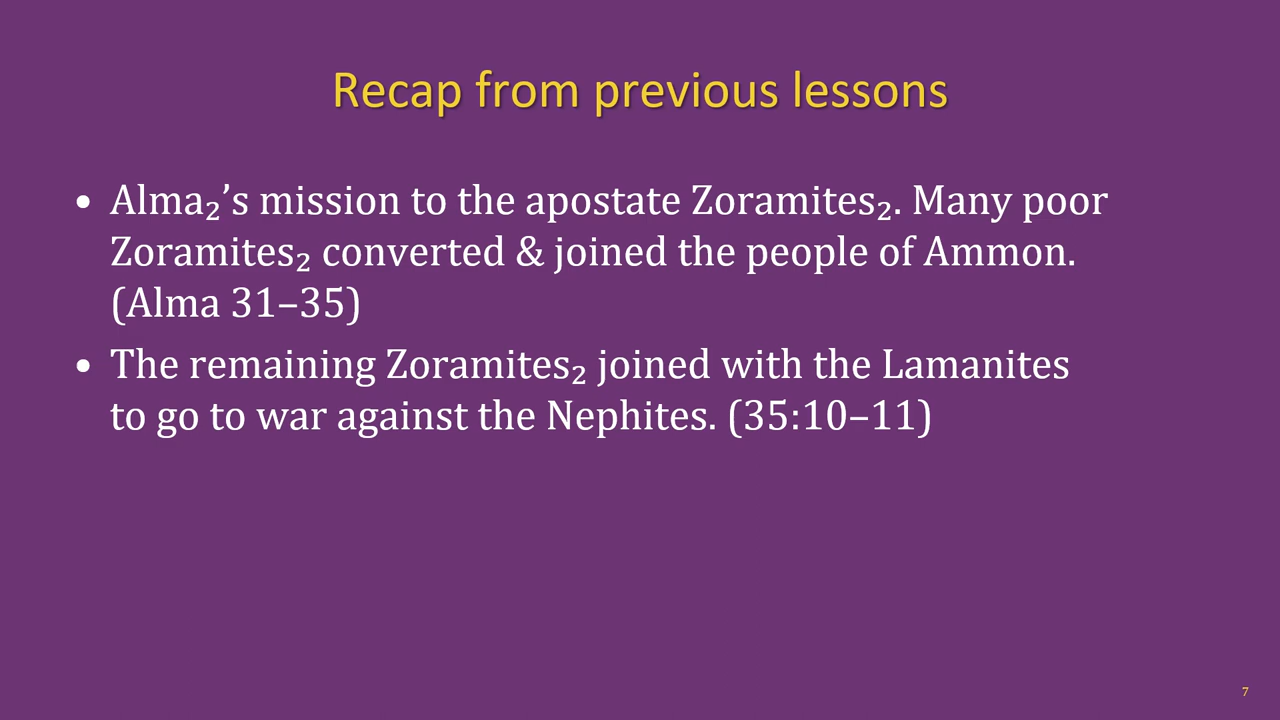 Recap from previous lessons
• Alma₂’s mission to the apostate Zoramites₂. Many poor
Zoramites₂ converted & joined the people of Ammon.
(Alma 31–35)
• The remaining Zoramites₂ joined with the Lamanites
to go to war against the Nephites. (35:10–11)
7